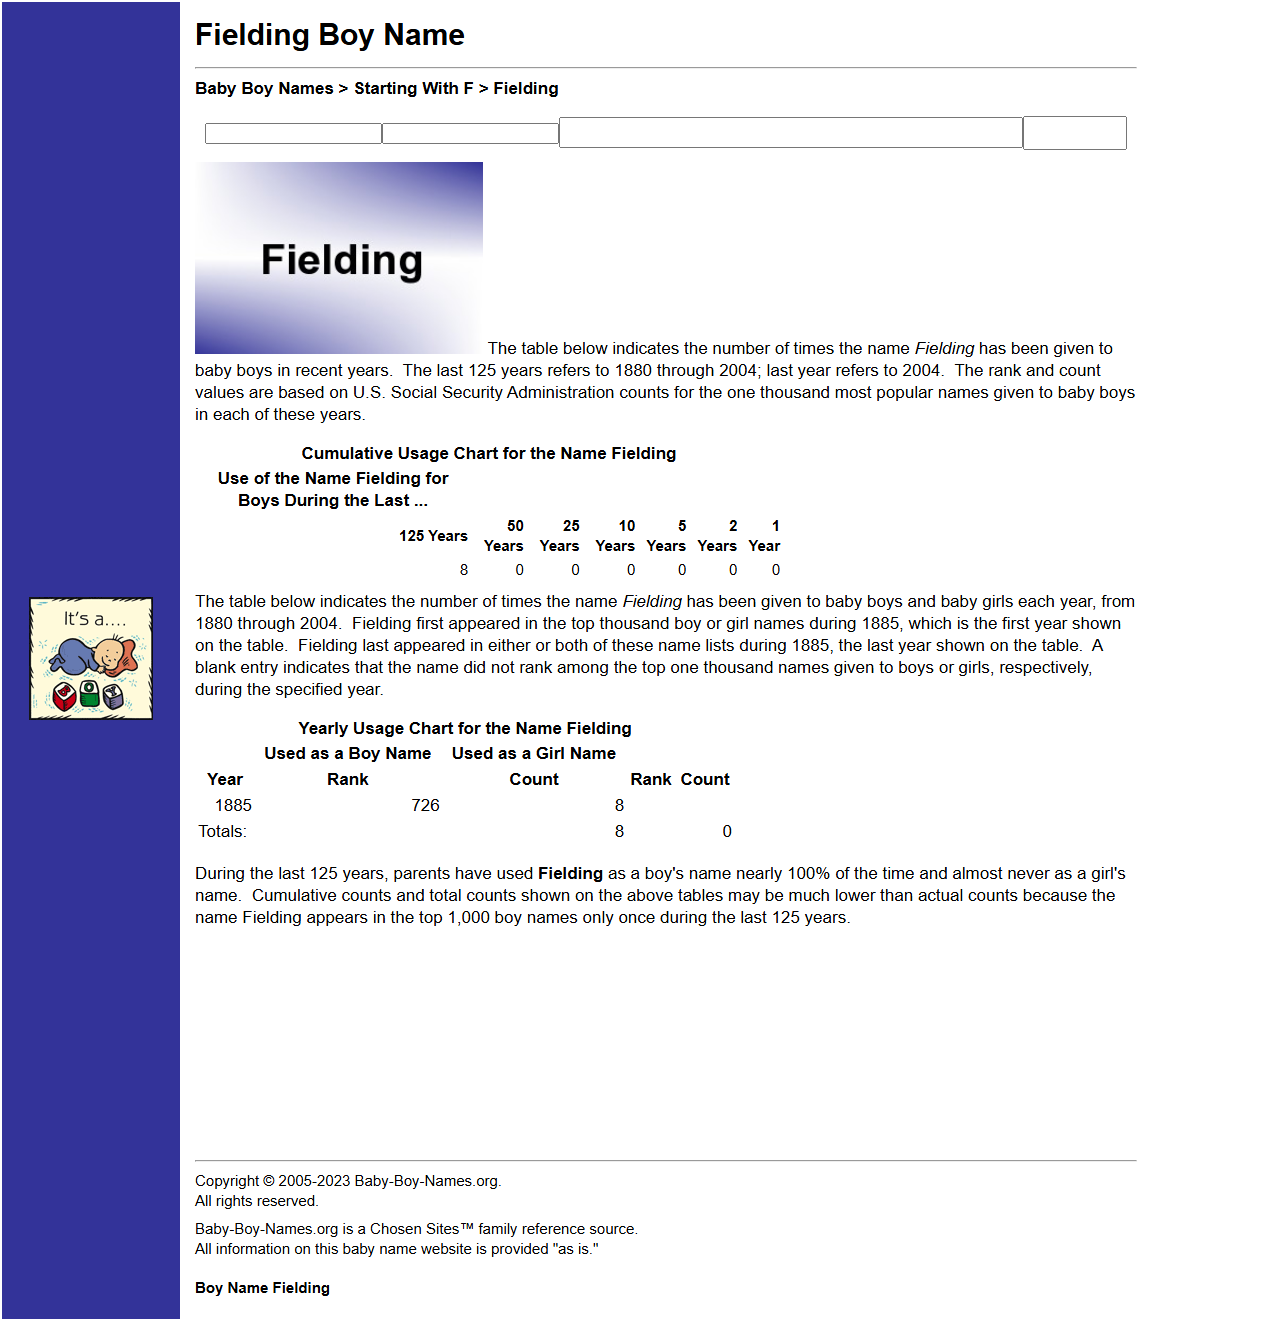 Fielding Boy Name
Baby Boy Names > Starting With F > Fielding
Fielding
The table below indicates the number of times the name Fielding has been given to
baby boys in recent years.  The last 125 years refers to 1880 through 2004; last year refers to 2004.  The rank and count
values are based on U.S. Social Security Administration counts for the one thousand most popular names given to baby boys
in each of these years.
Cumulative Usage Chart for the Name Fielding
Use of the Name Fielding for
Boys During the Last ...
125 Years 50 Years 25 Years 10 Years 5 Years 2 Years 1 Year
8 0 0 0 0 0 0
It's a....
BOY
The table below indicates the number of times the name Fielding has been given to baby boys and baby girls each year, from
1880 through 2004.  Fielding first appeared in the top thousand boy or girl names during 1885, which is the first year shown
on the table.  Fielding last appeared in either or both of these name lists during 1885, the last year shown on the table.  A
blank entry indicates that the name did not rank among the top one thousand names given to boys or girls, respectively,
during the specified year.
Yearly Usage Chart for the Name Fielding
Used as a Boy Name Used as a Girl Name
Year Rank Count Rank Count
1885 726 8
Totals: 8 0
During the last 125 years, parents have used Fielding as a boy's name nearly 100% of the time and almost never as a girl's
name.  Cumulative counts and total counts shown on the above tables may be much lower than actual counts because the
name Fielding appears in the top 1,000 boy names only once during the last 125 years.
Copyright © 2005-2023 Baby-Boy-Names.org.
All rights reserved.
Baby-Boy-Names.org is a Chosen Sites™ family reference source.
All information on this baby name website is provided "as is."
Boy Name Fielding